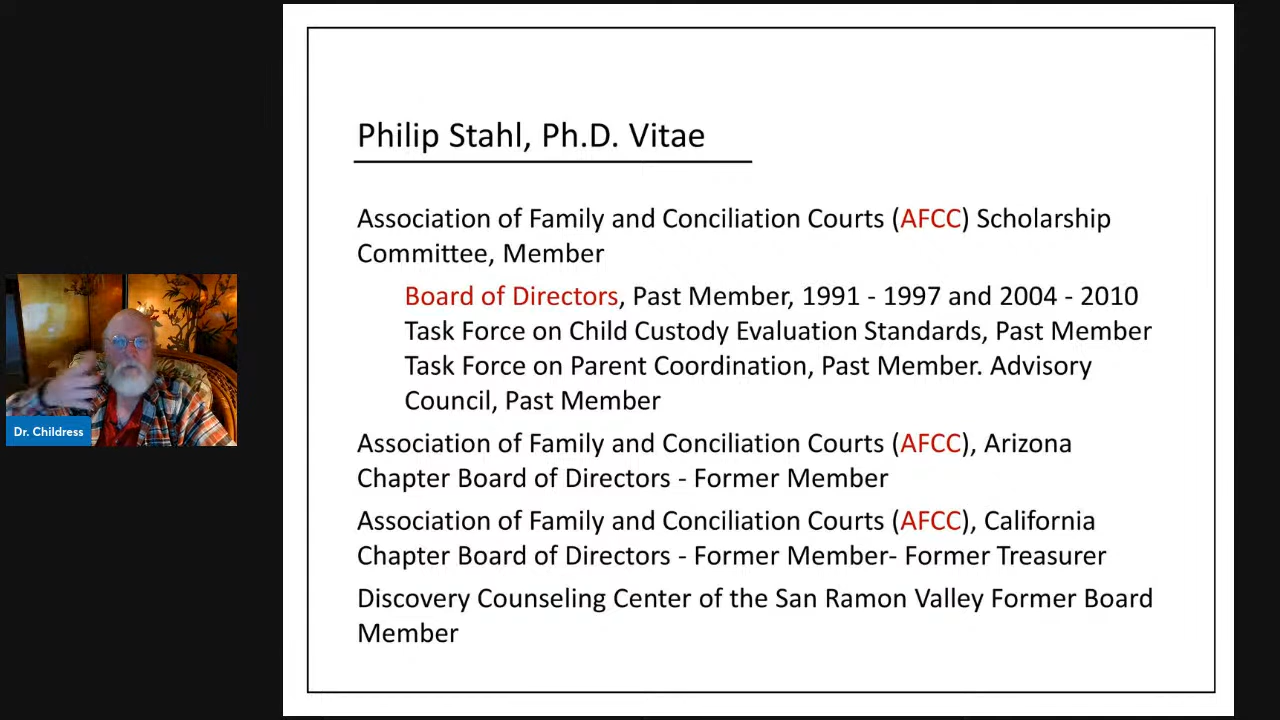 Philip Stahl, Ph.D. Vitae
Association of Family and Conciliation Courts (AFCC) Scholarship
Committee, Member
Board of Directors, Past Member, 1991 - 1997 and 2004 - 2010
Task Force on Child Custody Evaluation Standards, Past Member
Task Force on Parent Coordination, Past Member. Advisory
Council, Past Member
Association of Family and Conciliation Courts (AFCC), Arizona
Chapter Board of Directors - Former Member
Association of Family and Conciliation Courts (AFCC), California
Chapter Board of Directors - Former Member- Former Treasurer
Discovery Counseling Center of the San Ramon Valley Former Board
Member
Dr. Childress